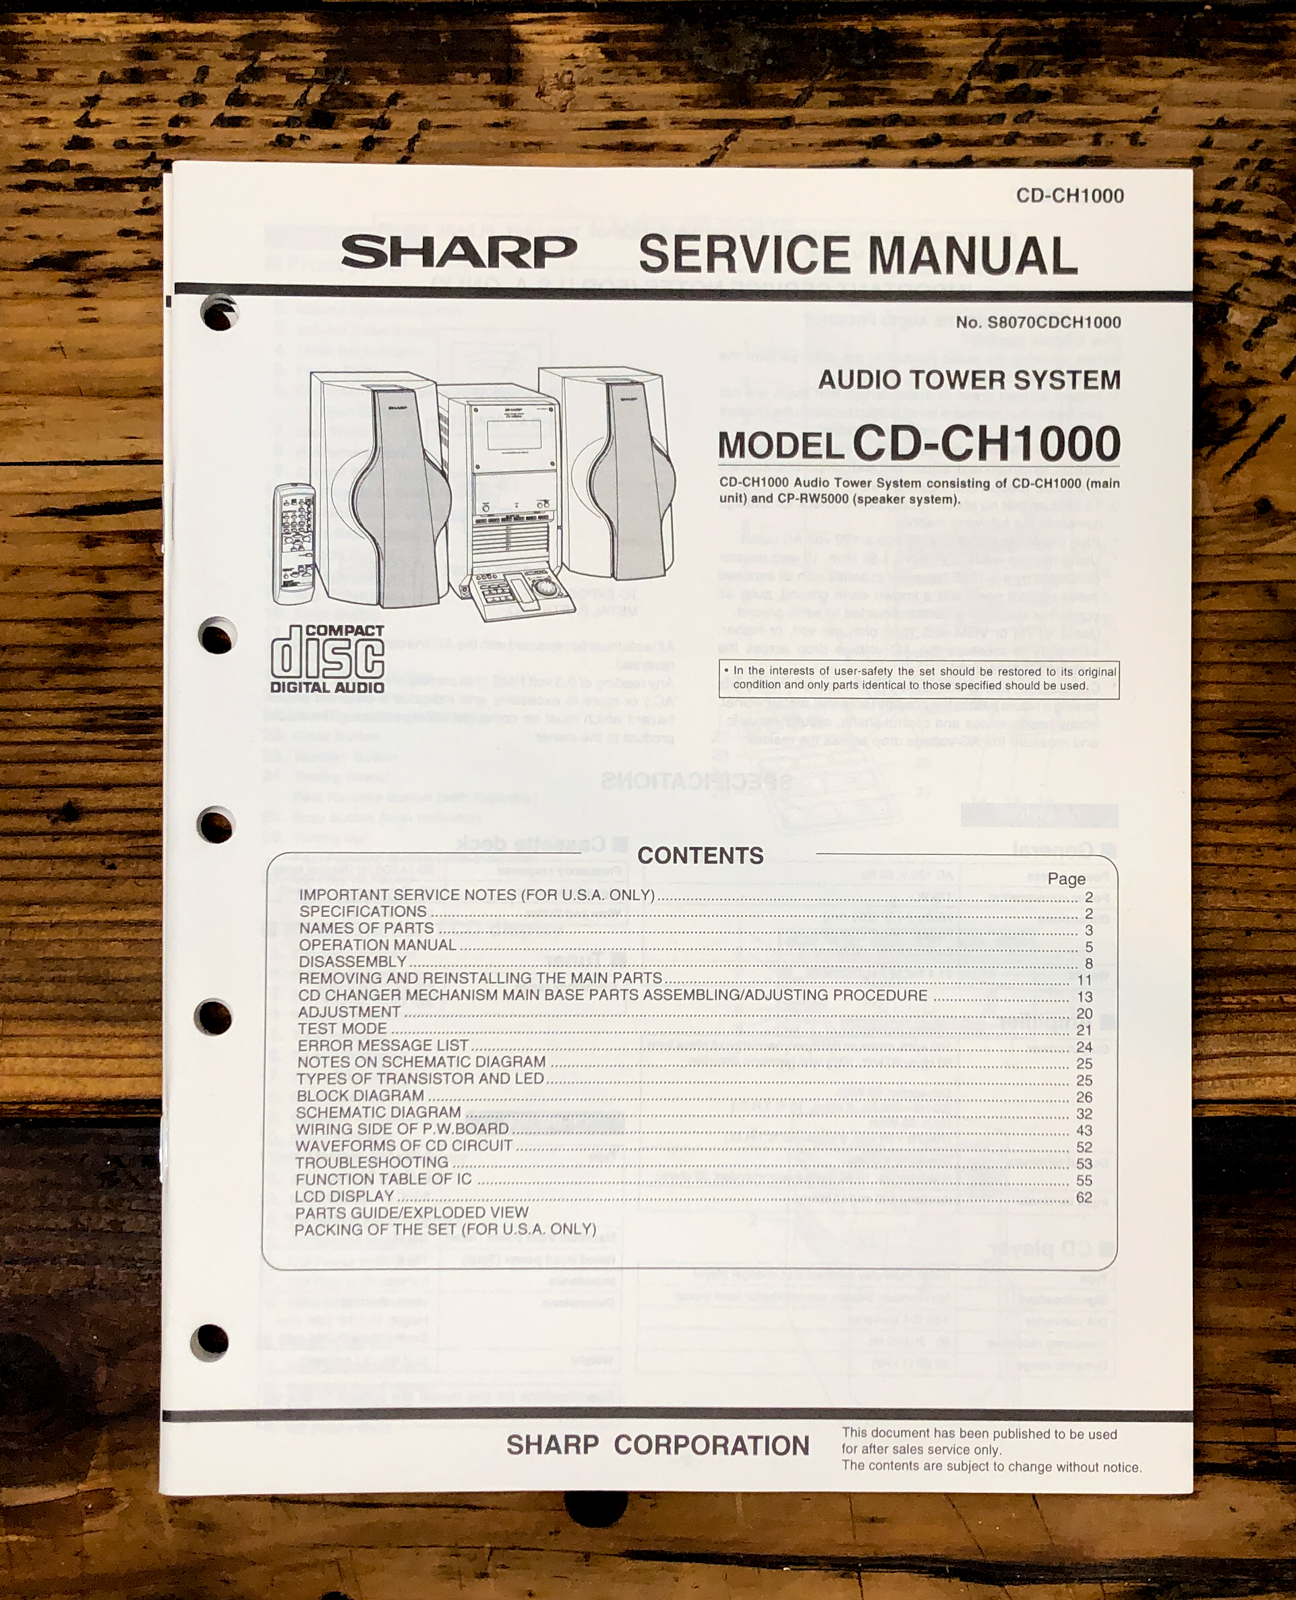 CD-CH1000
SHARP SERVICE MANUAL
No. S8070CDCH1000
AUDIO TOWER SYSTEM
MODEL CD-CH1000
CD-CH1000 Audio Tower System consisting of CD-CH1000 (main
unit) and CP-RW5000 (speaker system).
SHARP
SHARP
SHARP
COMPACT
disc
DIGITAL AUDIO
• In the interests of user-safety the set should be restored to its original
condition and only parts identical to those specified should be used.
CONTENTS
Page
IMPORTANT SERVICE NOTES (FOR U.S.A. ONLY) 2
SPECIFICATIONS 2
NAMES OF PARTS 3
OPERATION MANUAL 5
DISASSEMBLY 8
REMOVING AND REINSTALLING THE MAIN PARTS 11
CD CHANGER MECHANISM MAIN BASE PARTS ASSEMBLING/ADJUSTING PROCEDURE 13
ADJUSTMENT 20
TEST MODE 21
ERROR MESSAGE LIST 24
NOTES ON SCHEMATIC DIAGRAM 25
TYPES OF TRANSISTOR AND LED 25
BLOCK DIAGRAM 26
SCHEMATIC DIAGRAM 32
WIRING SIDE OF P.W.BOARD 43
WAVEFORMS OF CD CIRCUIT 52
TROUBLESHOOTING 53
FUNCTION TABLE OF IC 55
LCD DISPLAY 62
PARTS GUIDE/EXPLODED VIEW
PACKING OF THE SET (FOR U.S.A. ONLY)
SHARP CORPORATION
This document has been published to be used
for after sales service only.
The contents are subject to change without notice.